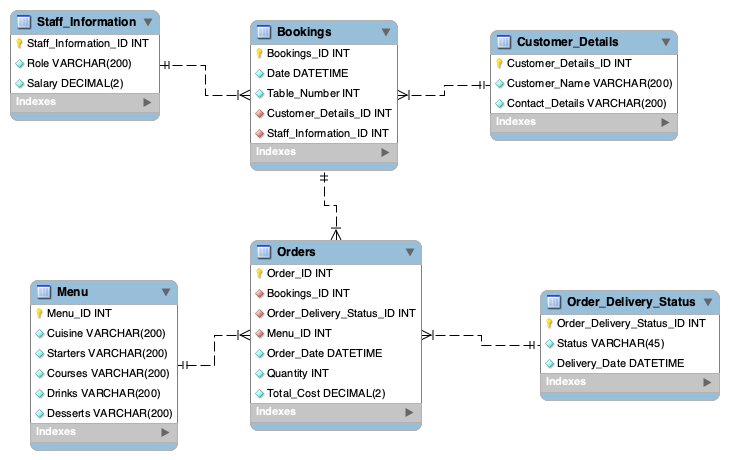 Staff_Information
Staff_Information_ID INT
Role VARCHAR(200)
Salary DECIMAL(2)
Indexes
Bookings
Bookings_ID INT
Date DATETIME
Table_Number INT
Customer_Details_ID INT
Staff_Information_ID INT
Indexes
Customer_Details
Customer_Details_ID INT
Customer_Name VARCHAR(200)
Contact_Details VARCHAR(200)
Indexes
Menu
Menu_ID INT
Cuisine VARCHAR(200)
Starters VARCHAR(200)
Courses VARCHAR(200)
Drinks VARCHAR(200)
Desserts VARCHAR(200)
Indexes
Orders
Order_ID INT
Bookings_ID INT
Order_Delivery_Status_ID INT
Menu_ID INT
Order_Date DATETIME
Quantity INT
Total_Cost DECIMAL(2)
Indexes
Order_Delivery_Status
Order_Delivery_Status_ID INT
Status VARCHAR(45)
Delivery_Date DATETIME
Indexes